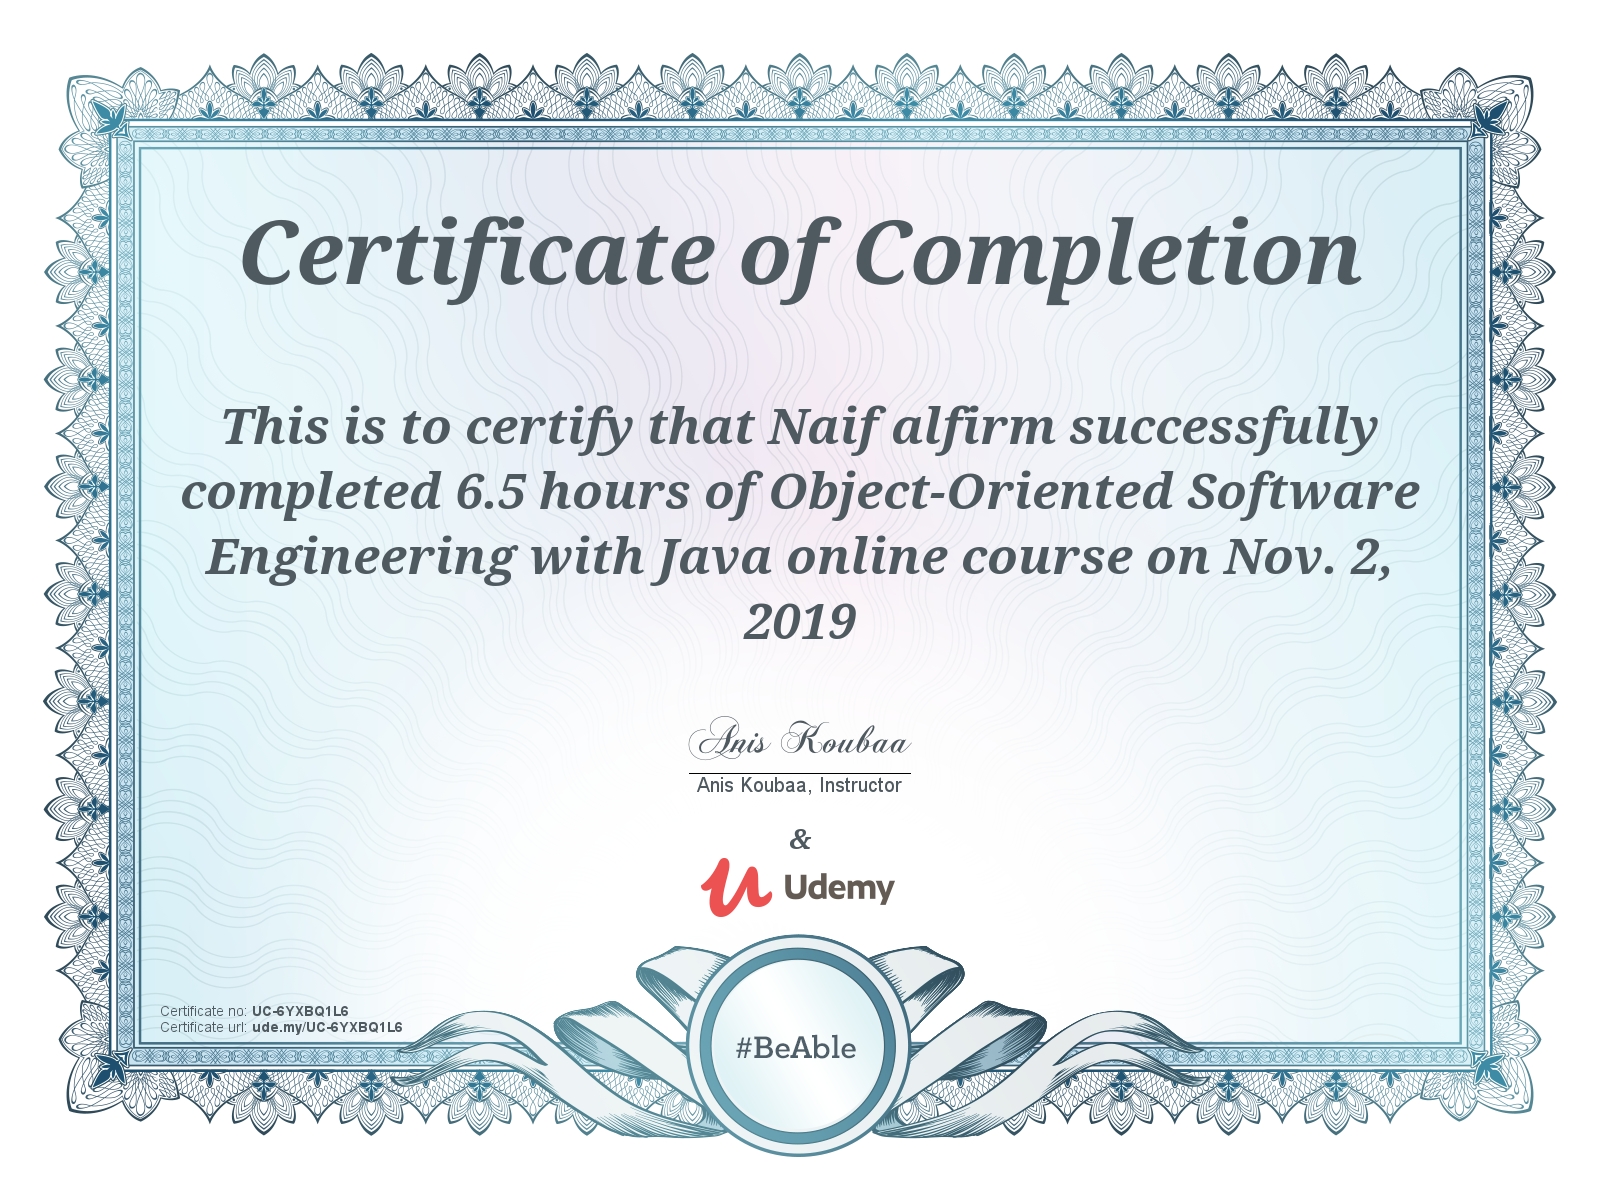 Certificate of Completion
This is to certify that Naif alfirm successfully
completed 6.5 hours of Object-Oriented Software
Engineering with Java online course on Nov. 2,
2019
Anis Koubaa
Anis Koubaa, Instructor
&
Udemy
Certificate no: UC-6YXBQ1L6
Certificate url: ude.my/UC-6YXBQ1L6
#BeAble